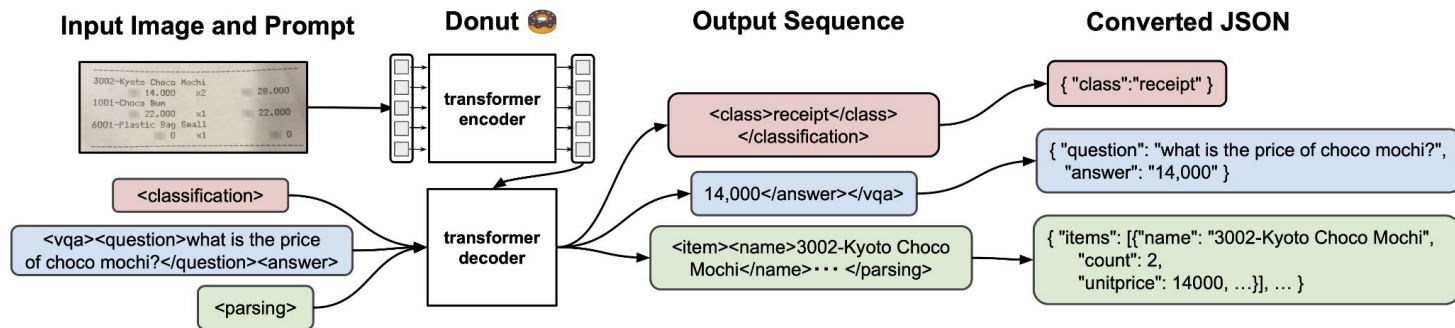 Input Image and Prompt
Donut 🍩
Output Sequence
Converted JSON
3002-Kyoto Choco Mochi
14.000 x2 28.000
1001-Choco Bun
22.000 x1 22.000
6001-Plastic Bag Small
0 x1 0
transformer
encoder
<classification>
<vqa><question>what is the price
of choco mochi?</question><answer>
<parsing>
transformer
decoder
<class>receipt</class>
</classification>
14,000</answer></vqa>
<item><name>3002-Kyoto Choco
Mochi</name>··· </parsing>
{ "class":"receipt" }
{ "question": "what is the price of choco mochi?",
"answer": "14,000" }
{ "items": [{"name": "3002-Kyoto Choco Mochi",
"count": 2,
"unitprice": 14000, …}], … }